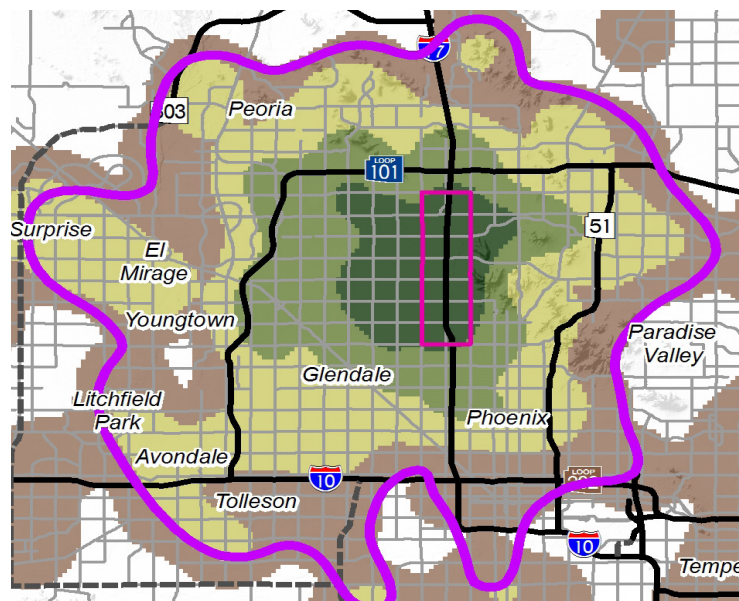 303
Peoria
LOOP
101
Surprise
51
El
Mirage
Youngtown
Paradise
Valley
Glendale
Litchfield
Park
Phoenix
Avondale
10
LOOP
Tolleson
10
Tempe